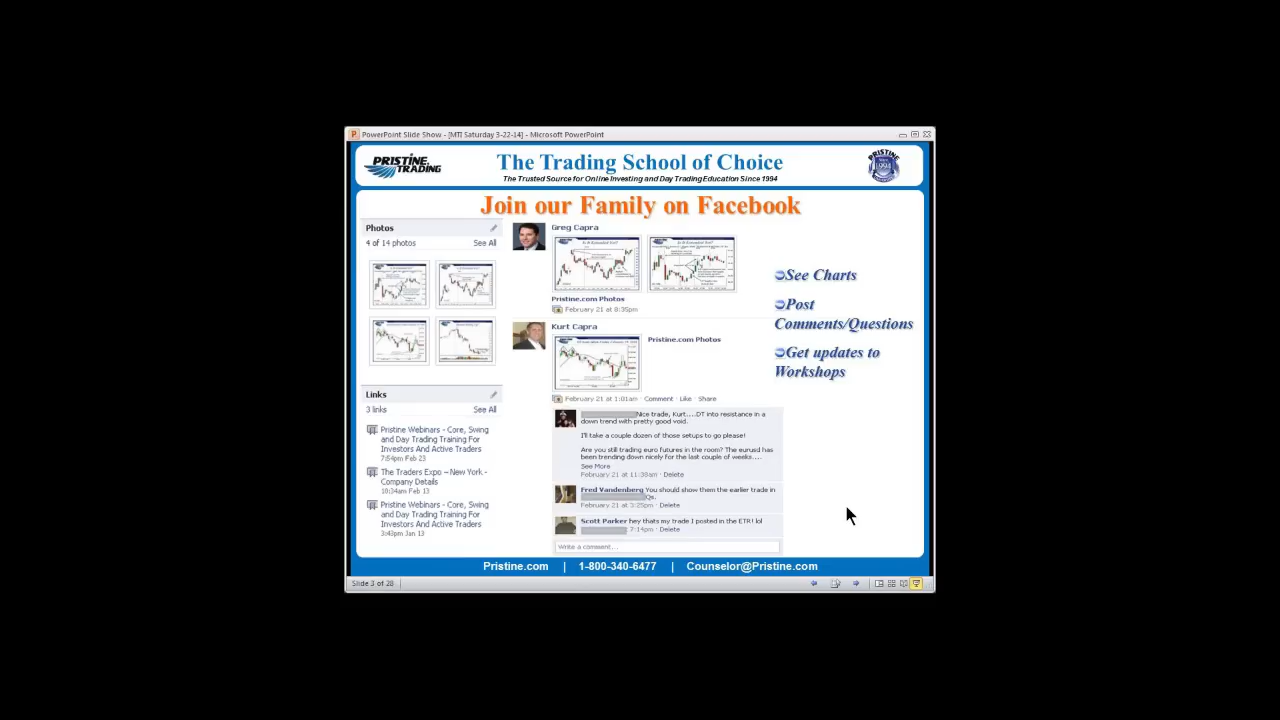 PowerPoint Slide Show - [MTI Saturday 3-22-14] - Microsoft PowerPoint
PRISTINE
TRADING
The Trading School of Choice
The Trusted Source for Online Investing and Day Trading Education Since 1994
PRISTINE
1994
Join our Family on Facebook
Photos
4 of 14 photos
See All
Links
3 links
See All
Pristine Webinars - Core, Swing
and Day Trading Training For
Investors And Active Traders
7:54pm Feb 23
The Traders Expo – New York -
Company Details
10:34am Feb 13
Pristine Webinars - Core, Swing
and Day Trading Training For
Investors And Active Traders
3:43pm Jan 13
Greg Capra
Pristine.com Photos
February 21 at 8:35pm
Kurt Capra
Pristine.com Photos
February 21 at 1:01am · Comment · Like · Share
Nice trade, Kurt....DT into resistance in a
down trend with pretty good void.
I'll take a couple dozen of those setups to go please!
Are you still trading euro futures in the room? The eurusd has
been trending down nicely for the last couple of weeks....
See More
February 21 at 11:38am · Delete
Fred Vandenberg You should show them the earlier trade in
Qs.
February 21 at 3:25pm · Delete
Scott Parker hey thats my trade I posted in the ETR! lol
7:14pm · Delete
Write a comment...
See Charts
Post
Comments/Questions
Get updates to
Workshops
Pristine.com | 1-800-340-6477 | Counselor@Pristine.com
Slide 3 of 28